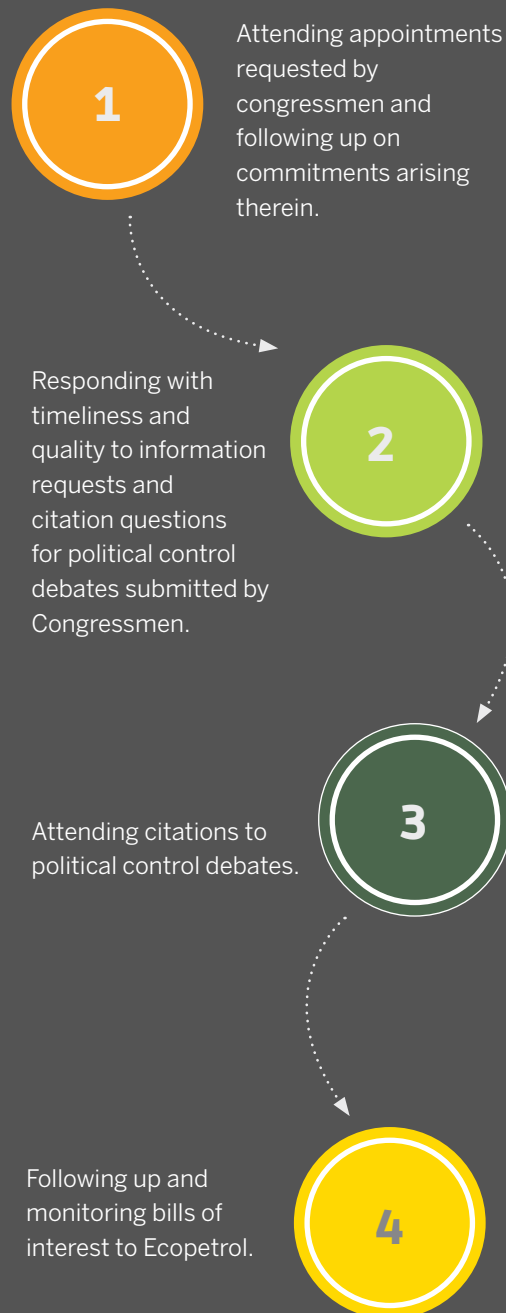 1
Attending appointments
requested by
congressmen and
following up on
commitments arising
therein.
2
Responding with
timeliness and
quality to information
requests and
citation questions
for political control
debates submitted by
Congressmen.
3
Attending citations to
political control debates.
4
Following up and
monitoring bills of
interest to Ecopetrol.